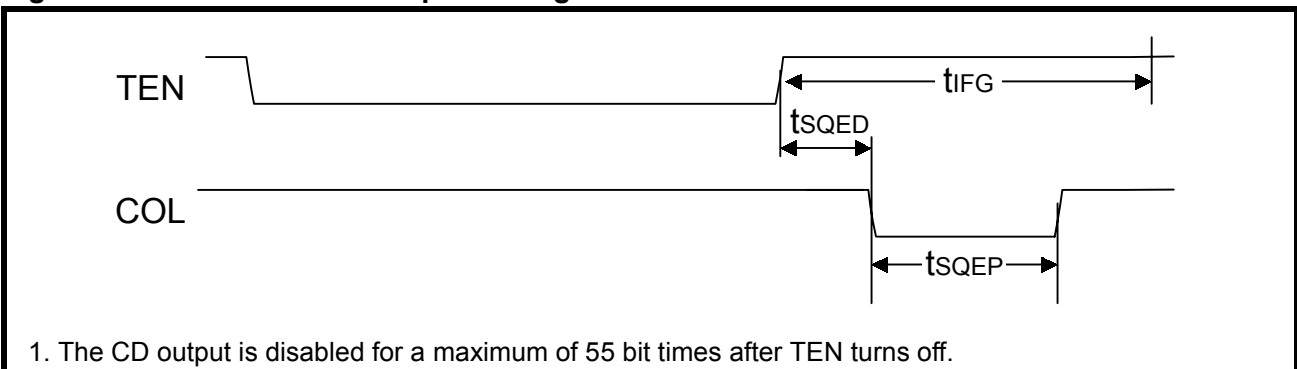 TEN
tIFG
tSQED
COL
tSQEP
1. The CD output is disabled for a maximum of 55 bit times after TEN turns off.